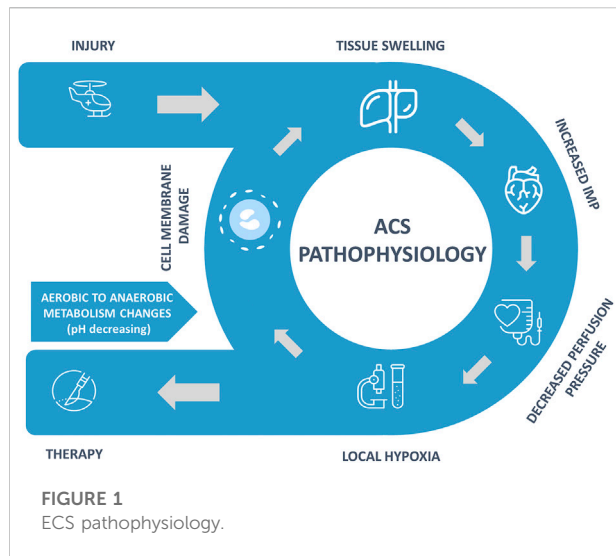 INJURY
TISSUE SWELLING
INCREASED IMP
CELL MEMBRANE
DAMAGE
ACS
PATHOPHYSIOLOGY
AEROBIC TO ANAEROBIC
METABOLISM CHANGES
(pH decreasing)
DECREASED PERFUSION
PRESSURE
THERAPY
LOCAL HYPOXIA
FIGURE 1
ECS pathophysiology.